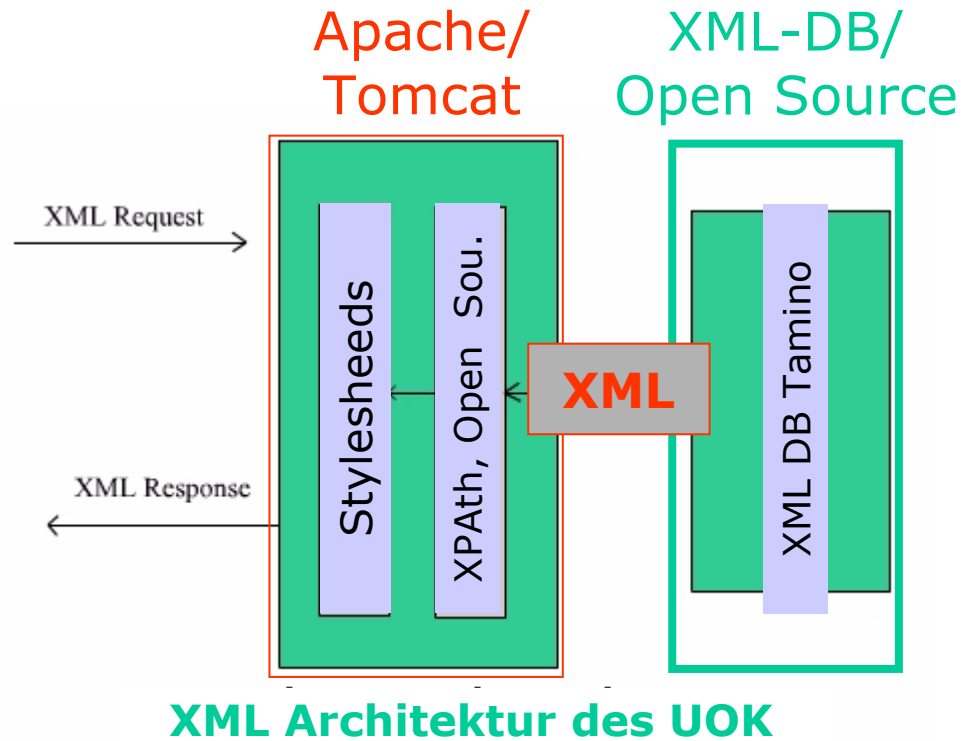 Apache/
Tomcat
XML-DB/
Open Source
XML Request
XML Response
Stylesheeds
XPAth, Open Sou.
XML
XML DB Tamino
XML Architektur des UOK